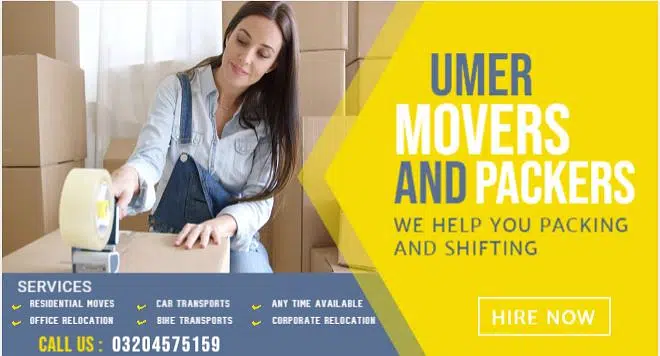 UMER
MOVERS
AND PACKERS
WE HELP YOU PACKING
AND SHIFTING
HIRE NOW
SERVICES
RESIDENTIAL MOVES
CAR TRANSPORTS
ANY TIME AVAILABLE
OFFICE RELOCATION
BIKE TRANSPORTS
CORPORATE RELOCATION
CALL US : 03204575159